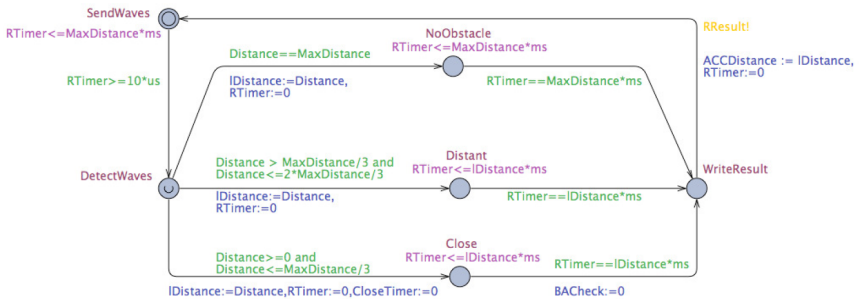 SendWaves
RTimer<=MaxDistance*ms
RTimer>=10*us
DetectWaves
Distance==MaxDistance
lDistance:=Distance,
RTimer:=0
NoObstacle
RTimer<=MaxDistance*ms
RTimer==MaxDistance*ms
RResult!
ACCDistance := lDistance,
RTimer:=0
Distance > MaxDistance/3 and
Distance<=2*MaxDistance/3
lDistance:=Distance,
RTimer:=0
Distant
RTimer<=lDistance*ms
RTimer==lDistance*ms
WriteResult
Distance>=0 and
Distance<=MaxDistance/3
lDistance:=Distance,RTimer:=0,CloseTimer:=0
Close
RTimer<=lDistance*ms
RTimer==lDistance*ms
BACheck:=0